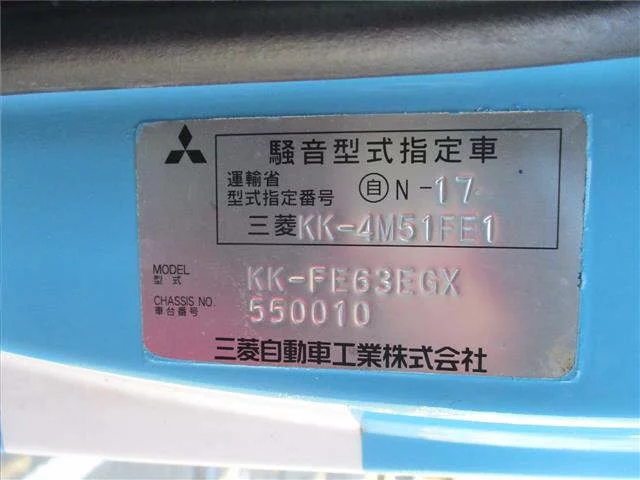 騒音型式指定車
運輸省
型式指定番号 自 N-17
三菱 KK-4M51FE1
MODEL
型式
KK-FE63EGX
CHASSIS NO.
車台番号
550010
三菱自動車工業株式会社